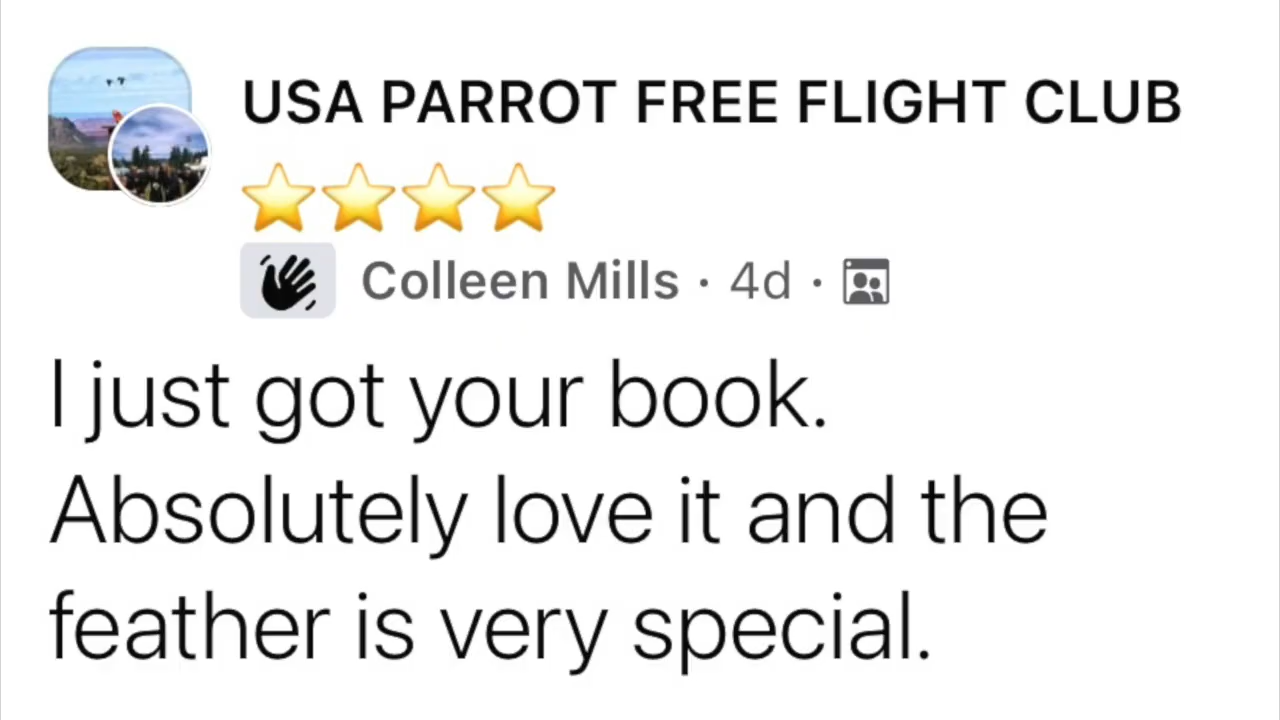 USA PARROT FREE FLIGHT CLUB
⭐⭐⭐⭐
Colleen Mills · 4d ·
I just got your book.
Absolutely love it and the
feather is very special.